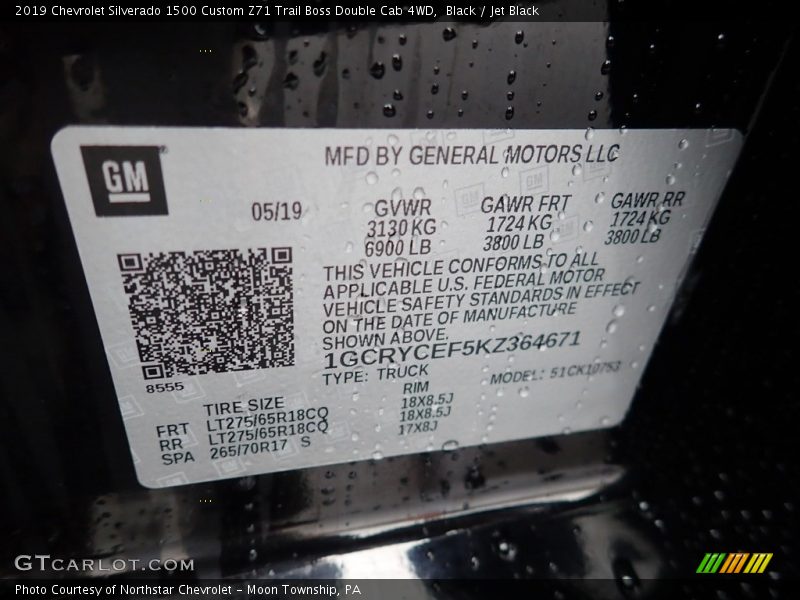 2019 Chevrolet Silverado 1500 Custom Z71 Trail Boss Double Cab 4WD, Black / Jet Black
GM
MFD BY GENERAL MOTORS LLC
05/19
GVWR GAWR FRT GAWR RR
3130 KG 1724 KG 1724 KG
6900 LB 3800 LB 3800 LB
THIS VEHICLE CONFORMS TO ALL
APPLICABLE U.S. FEDERAL MOTOR
VEHICLE SAFETY STANDARDS IN EFFECT
ON THE DATE OF MANUFACTURE
SHOWN ABOVE.
1GCRYCEF5KZ364671
TYPE: TRUCK MODEL: 51CK10753
8555
TIRE SIZE RIM
FRT LT275/65R18CQ 18X8.5J
RR LT275/65R18CQ 18X8.5J
SPA 265/70R17 S 17X8J
GTCARLOT.COM
Photo Courtesy of Northstar Chevrolet - Moon Township, PA